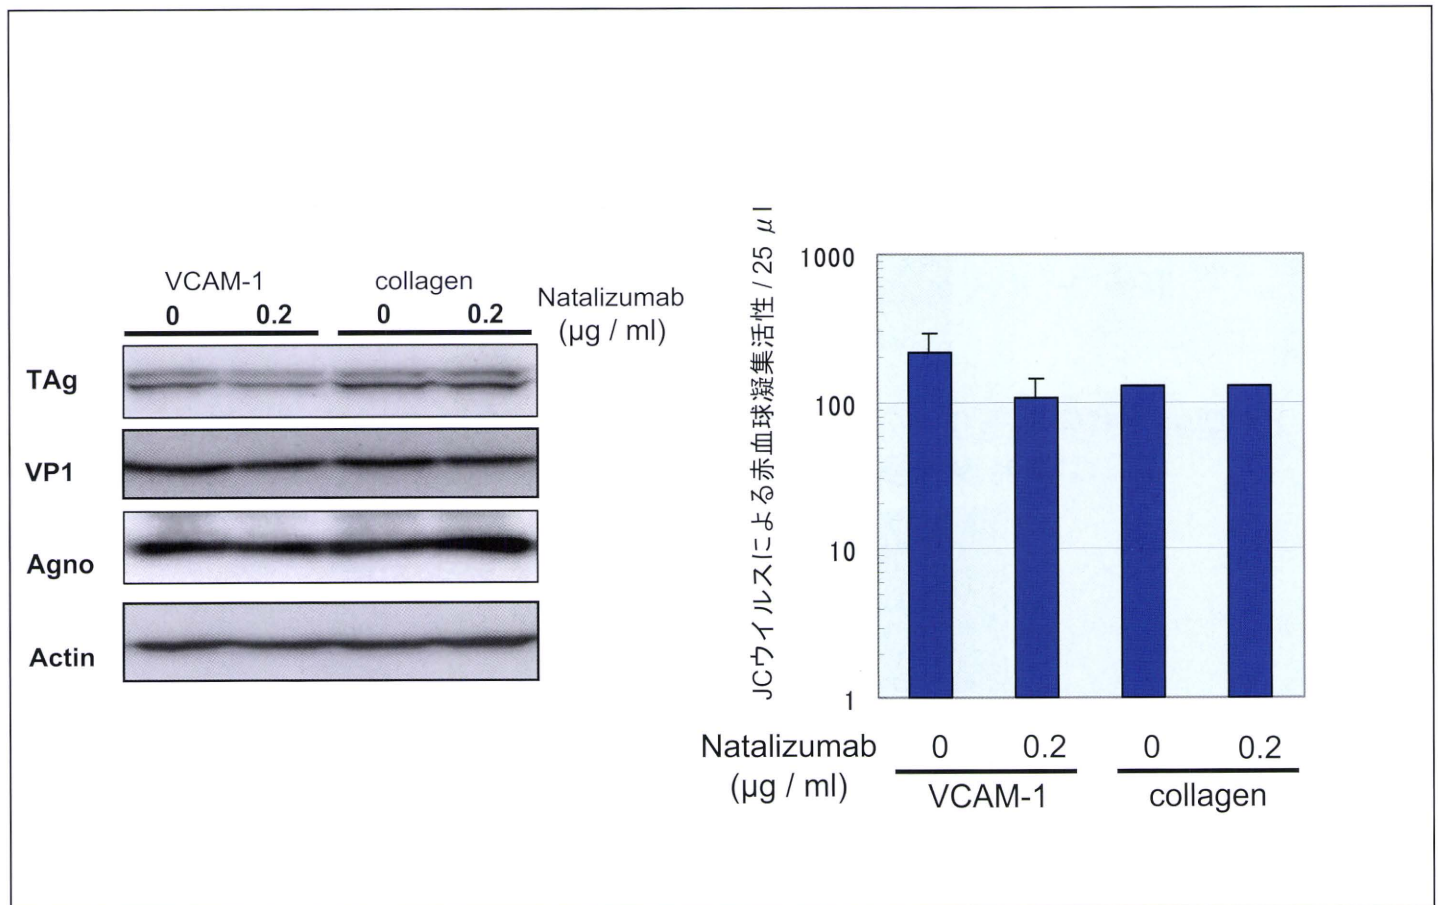 VCAM-1 collagen
0 0.2 0 0.2
Natalizumab
(µg / ml)
TAg
VP1
Agno
Actin
JCウイルスによる赤血球凝集活性 / 25 μl
1000
100
10
1
Natalizumab 0 0.2 0 0.2
(µg / ml) VCAM-1 collagen